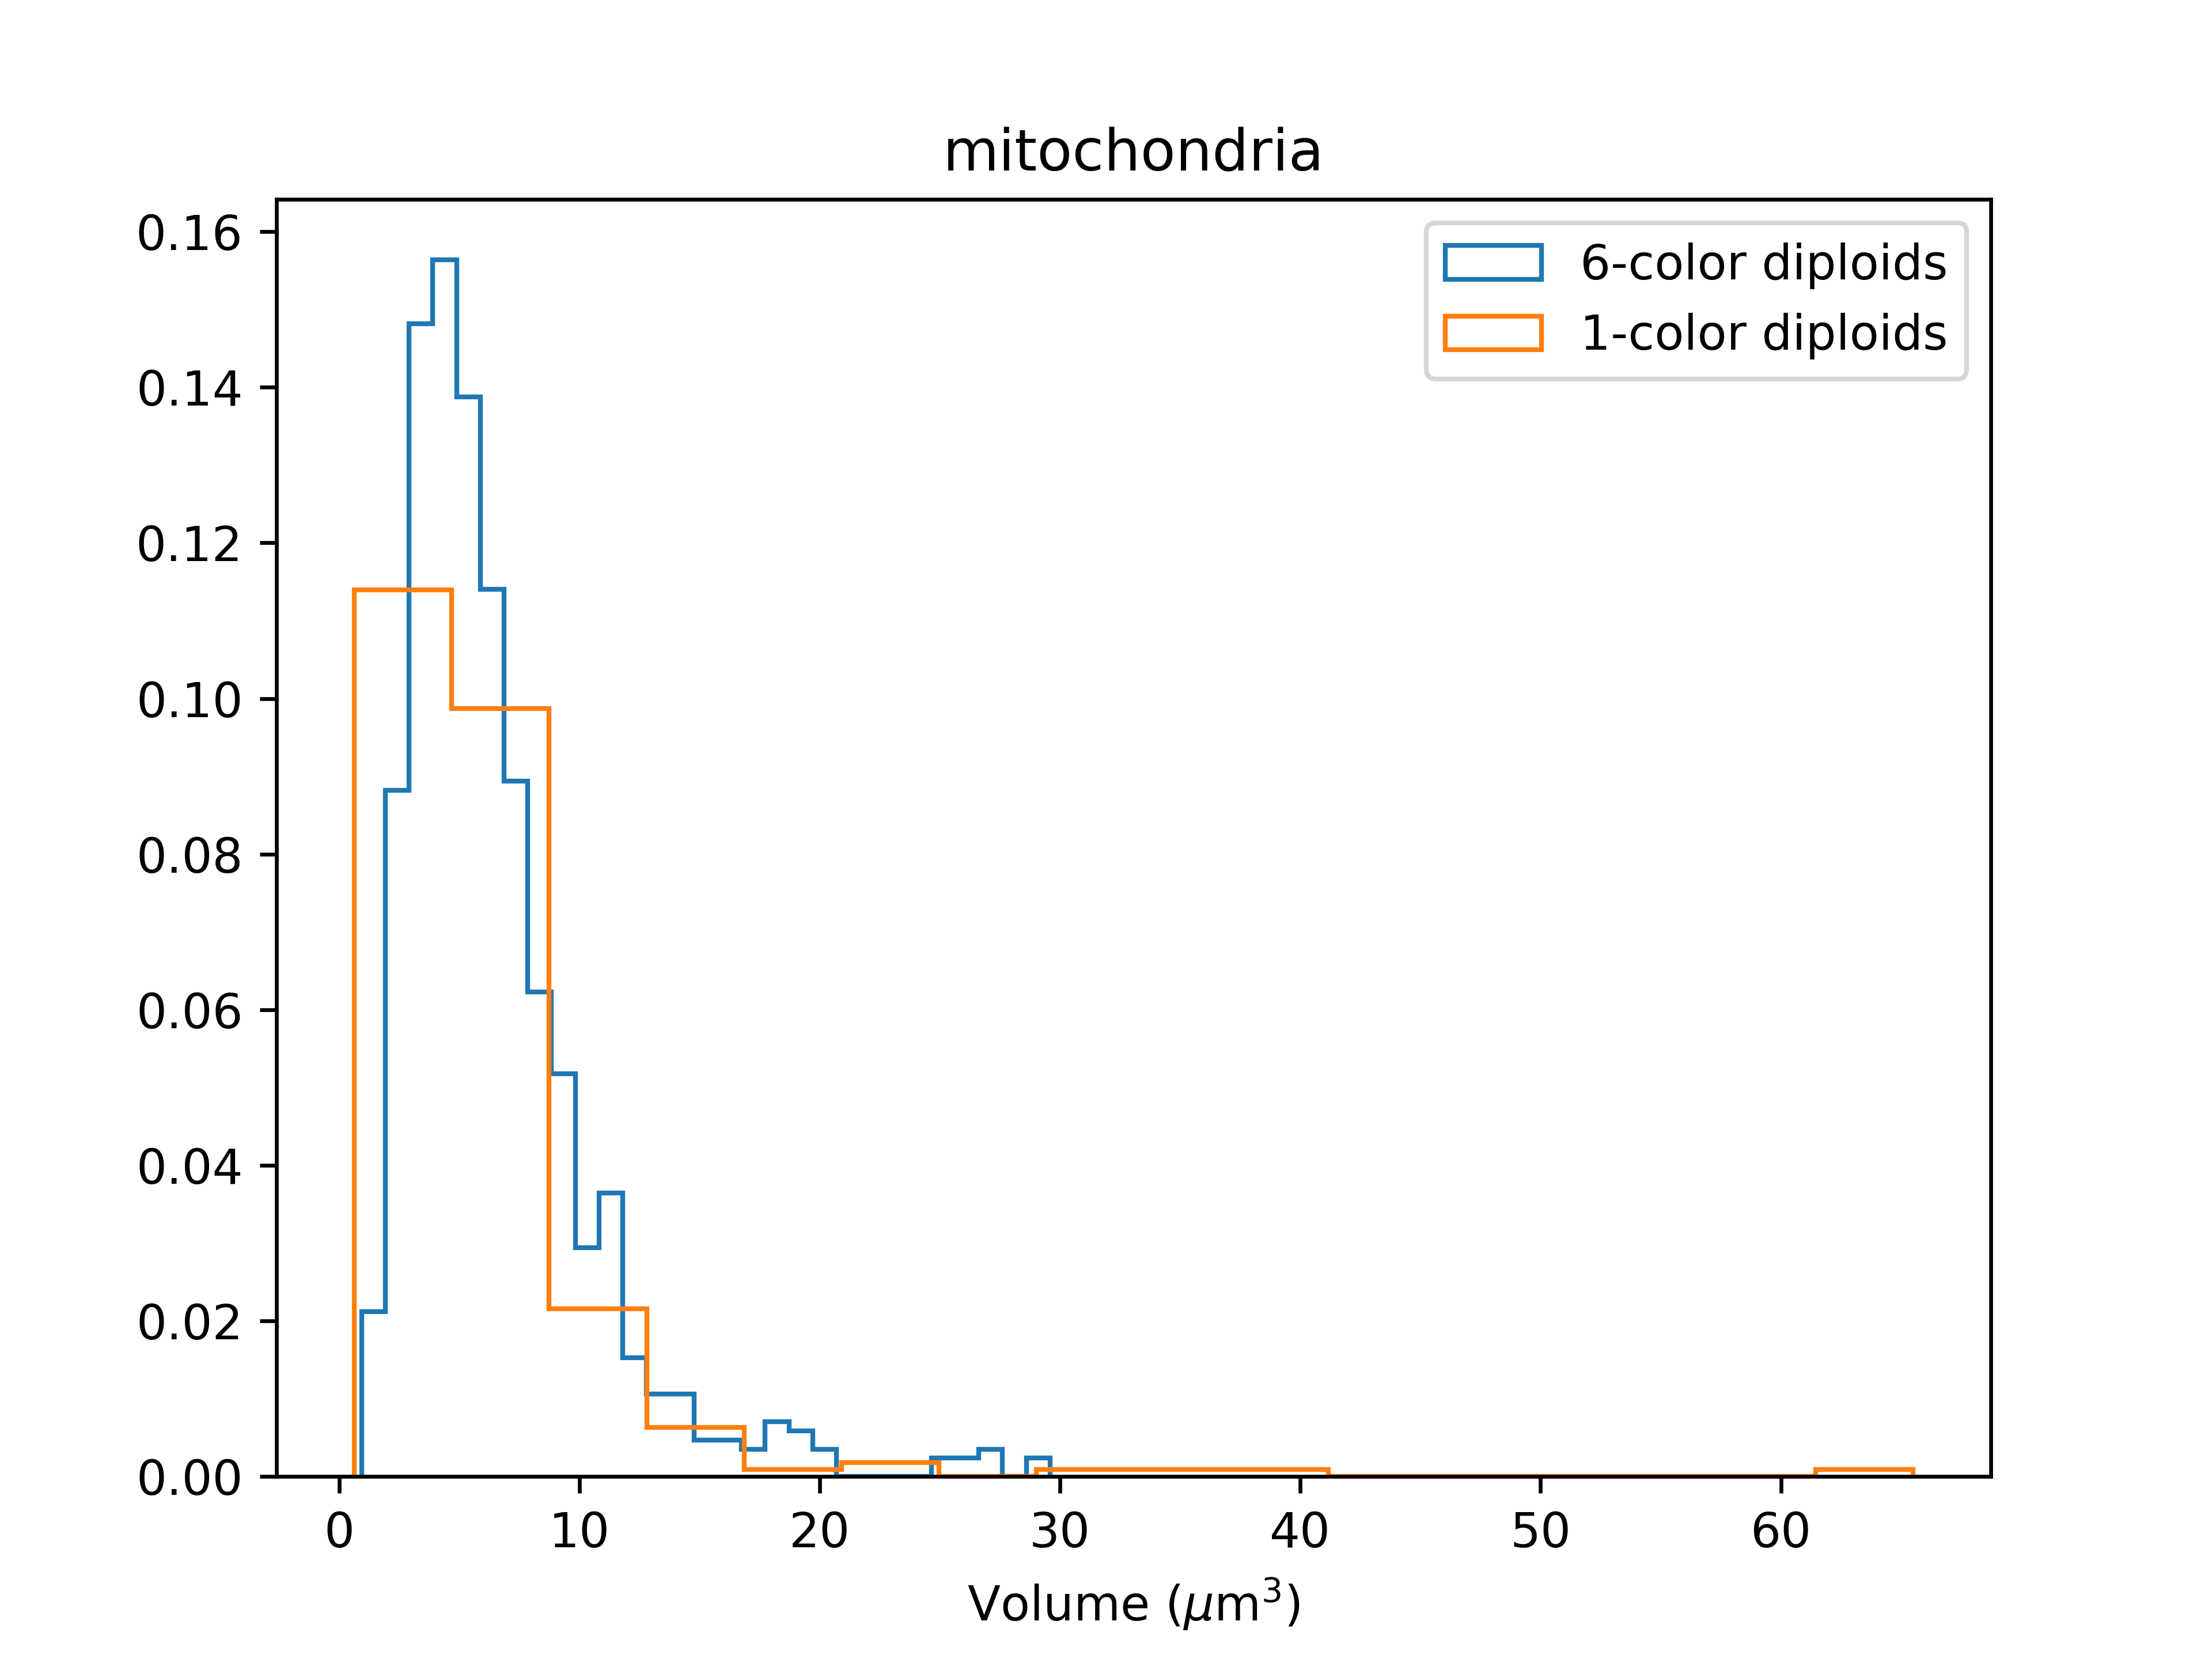 mitochondria
6-color diploids
1-color diploids
0.16
0.14
0.12
0.10
0.08
0.06
0.04
0.02
0.00
0 10 20 30 40 50 60
Volume (μm³)